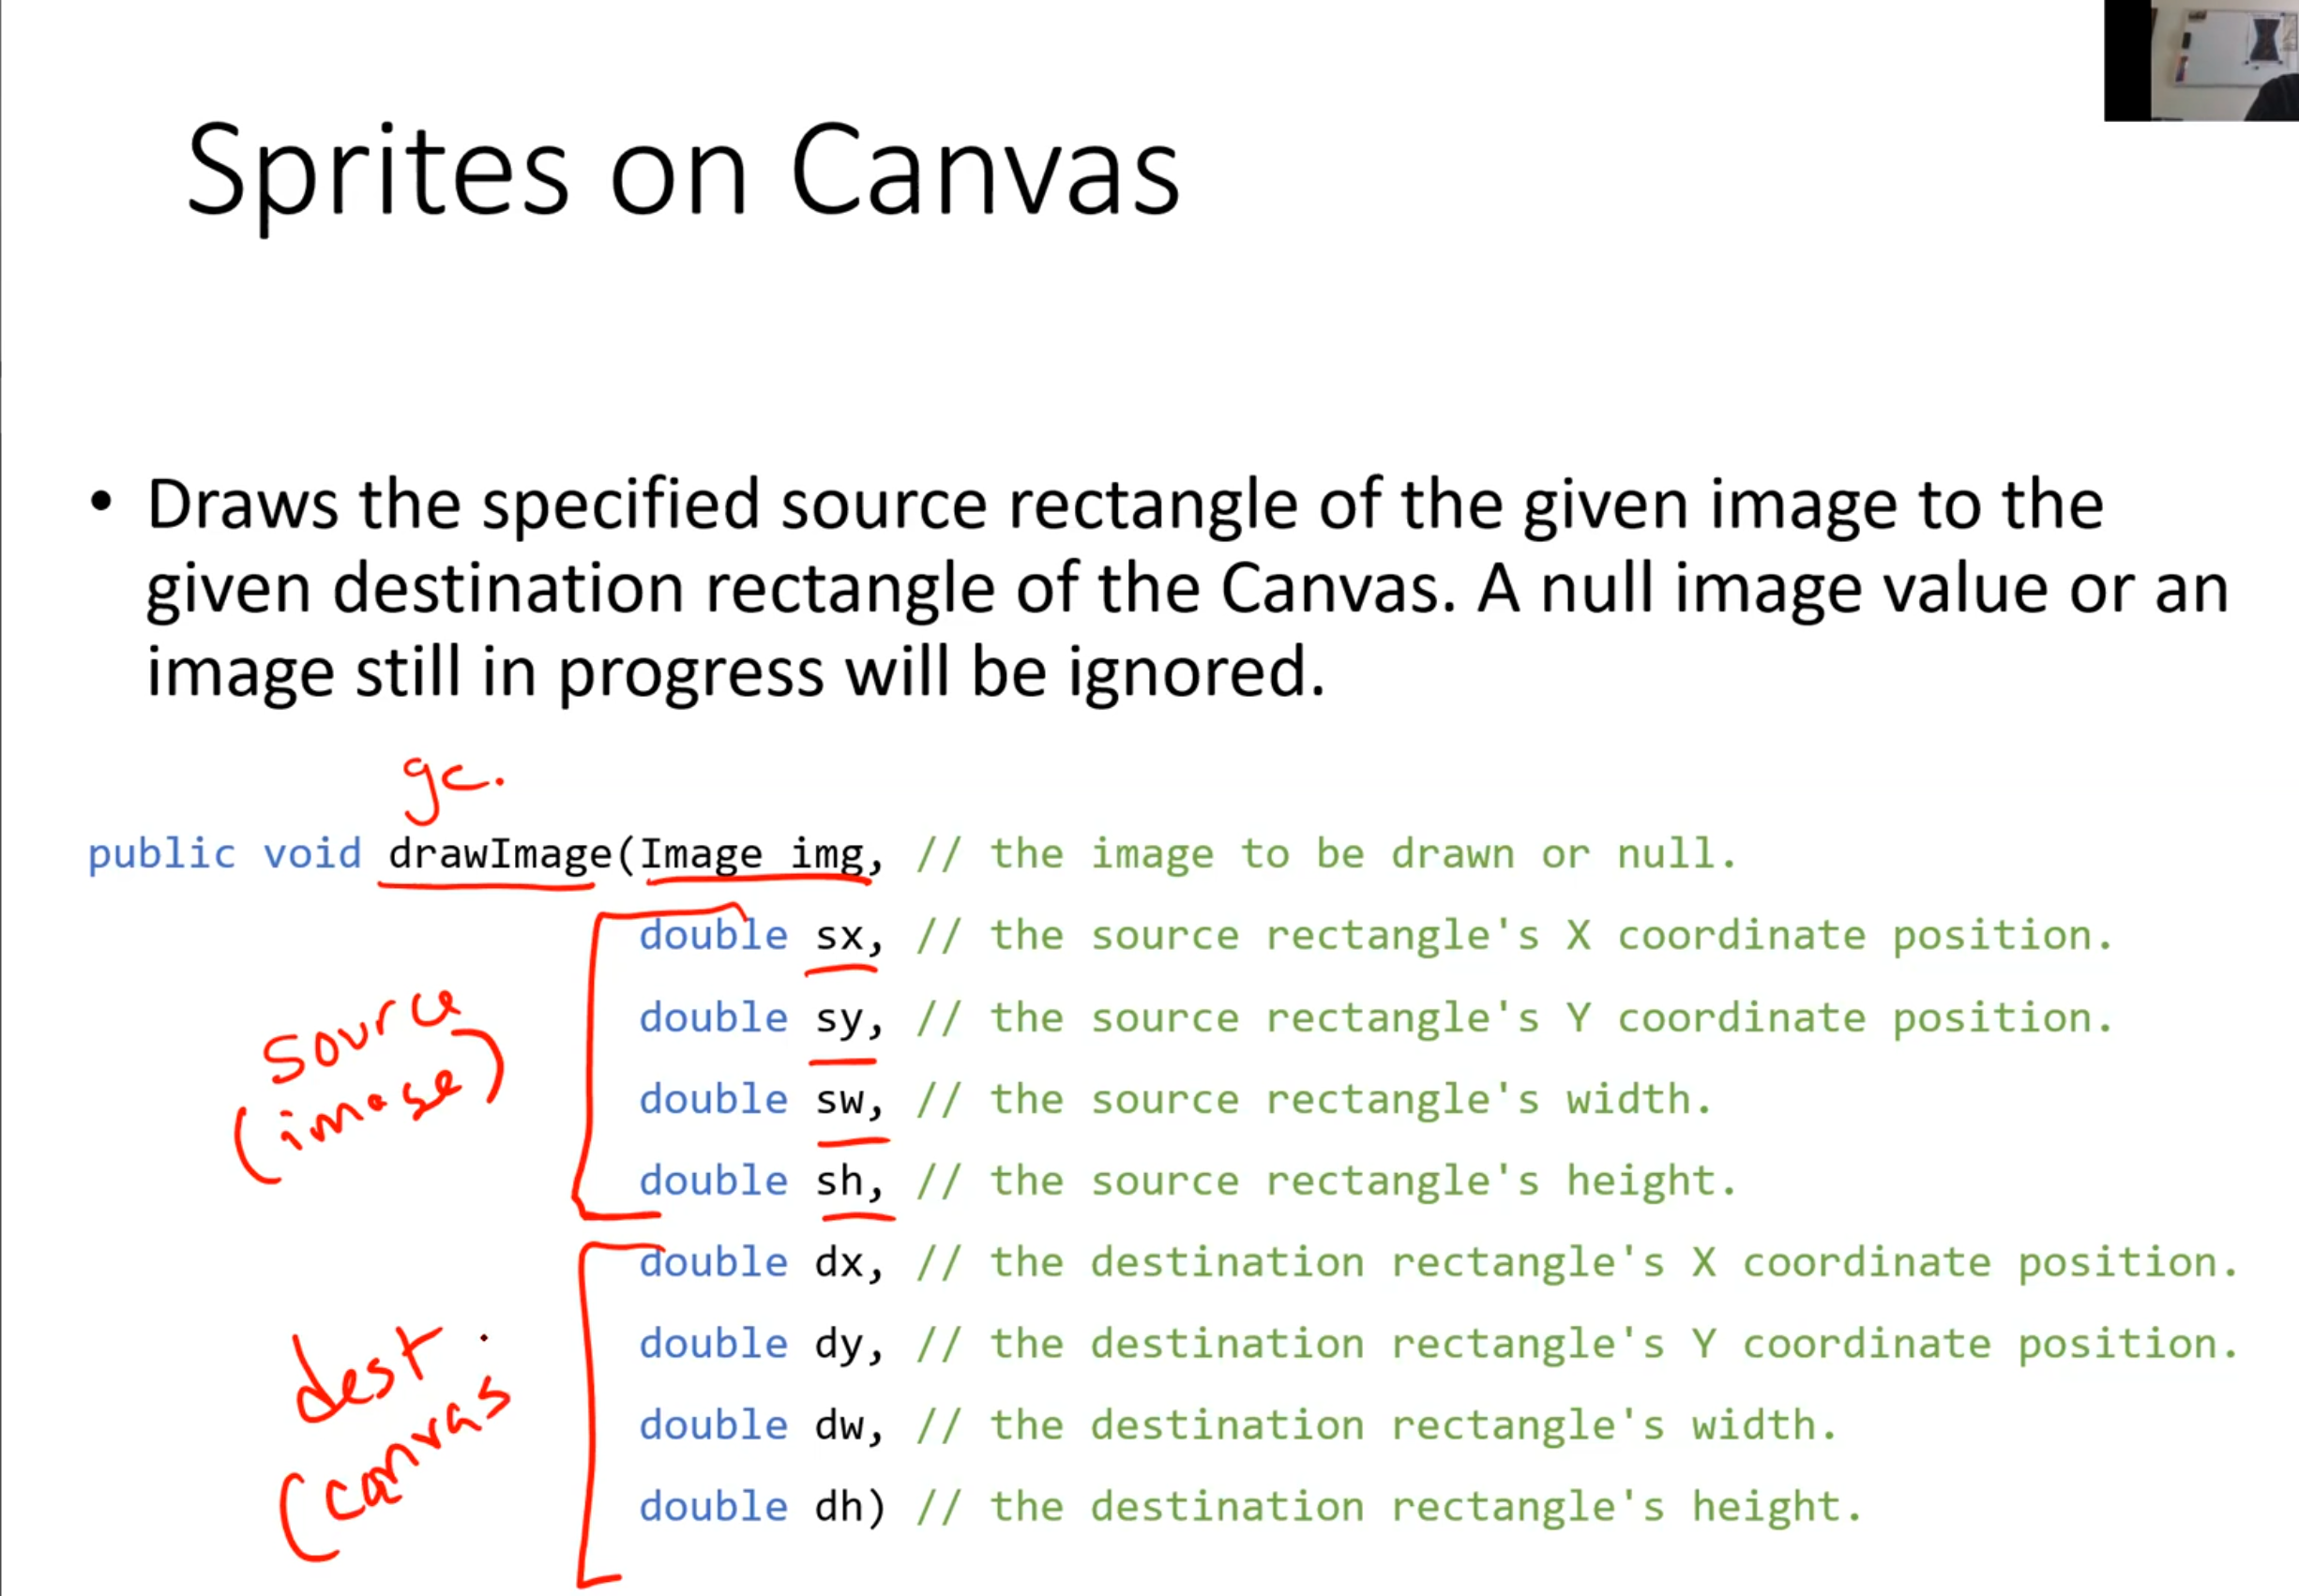 Sprites on Canvas
• Draws the specified source rectangle of the given image to the
given destination rectangle of the Canvas. A null image value or an
image still in progress will be ignored.
gc.
public void drawImage(Image img, // the image to be drawn or null.
double sx, // the source rectangle's X coordinate position.
double sy, // the source rectangle's Y coordinate position.
double sw, // the source rectangle's width.
double sh, // the source rectangle's height.
source
(image)
double dx, // the destination rectangle's X coordinate position.
double dy, // the destination rectangle's Y coordinate position.
double dw, // the destination rectangle's width.
double dh) // the destination rectangle's height.
dest.
(canvas